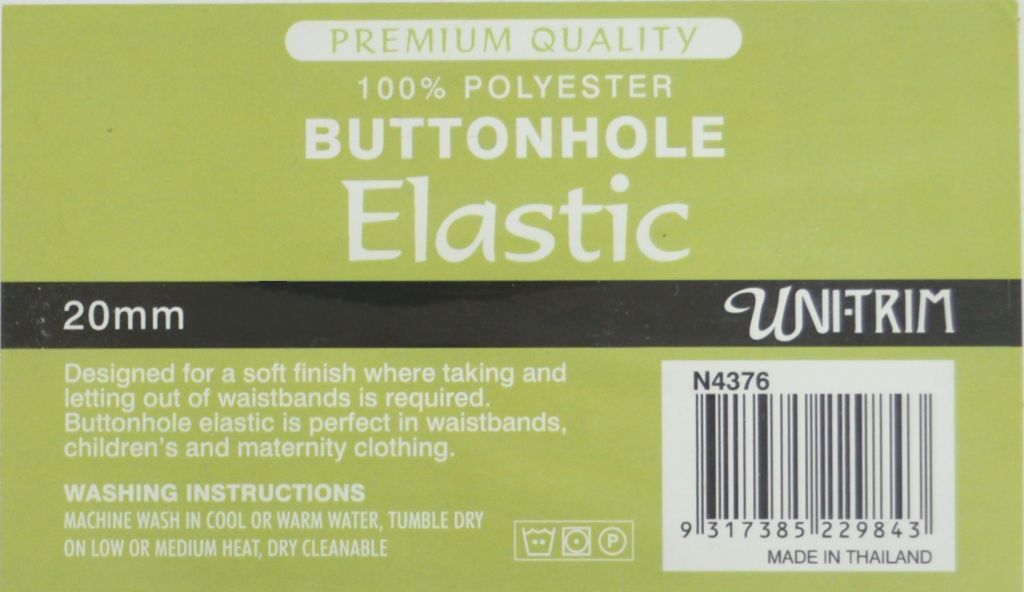 PREMIUM QUALITY
100% POLYESTER
BUTTONHOLE
Elastic
20mm
UNI-TRIM
Designed for a soft finish where taking and
letting out of waistbands is required.
Buttonhole elastic is perfect in waistbands,
children's and maternity clothing.
WASHING INSTRUCTIONS
MACHINE WASH IN COOL OR WARM WATER, TUMBLE DRY
ON LOW OR MEDIUM HEAT, DRY CLEANABLE
P
N4376
9 317385 229843
MADE IN THAILAND